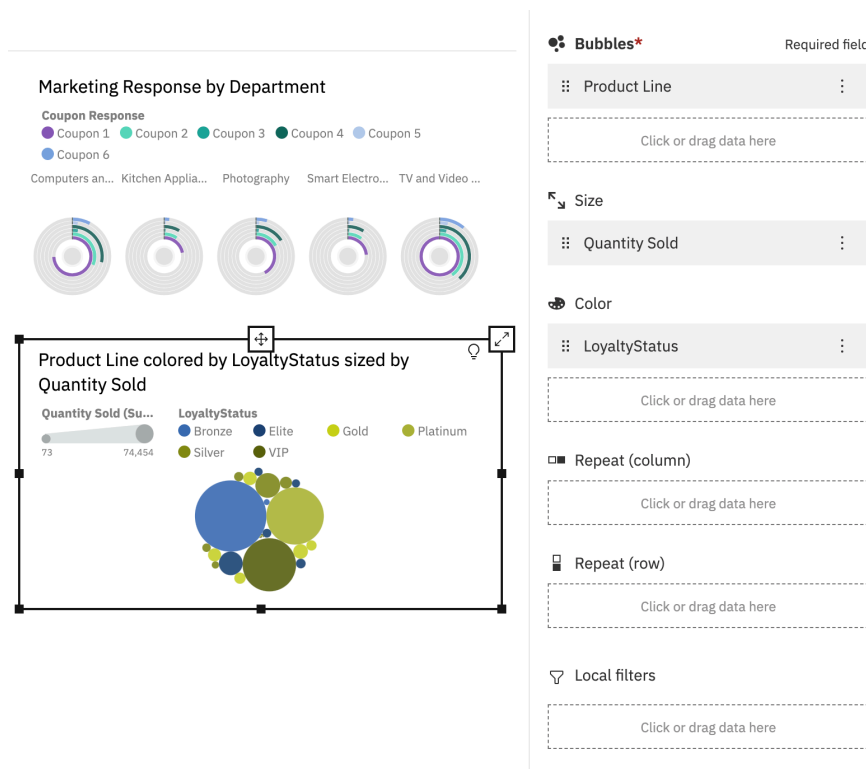 Marketing Response by Department
Coupon Response
Coupon 1 Coupon 2 Coupon 3 Coupon 4 Coupon 5
Coupon 6
Computers an... Kitchen Applia... Photography Smart Electro... TV and Video ...
Product Line colored by LoyaltyStatus sized by
Quantity Sold
Quantity Sold (Su... LoyaltyStatus
Bronze Elite Gold Platinum
73 74,454 Silver VIP
Bubbles* Required field
Product Line
Click or drag data here
Size
Quantity Sold
Color
LoyaltyStatus
Click or drag data here
Repeat (column)
Click or drag data here
Repeat (row)
Click or drag data here
Local filters
Click or drag data here